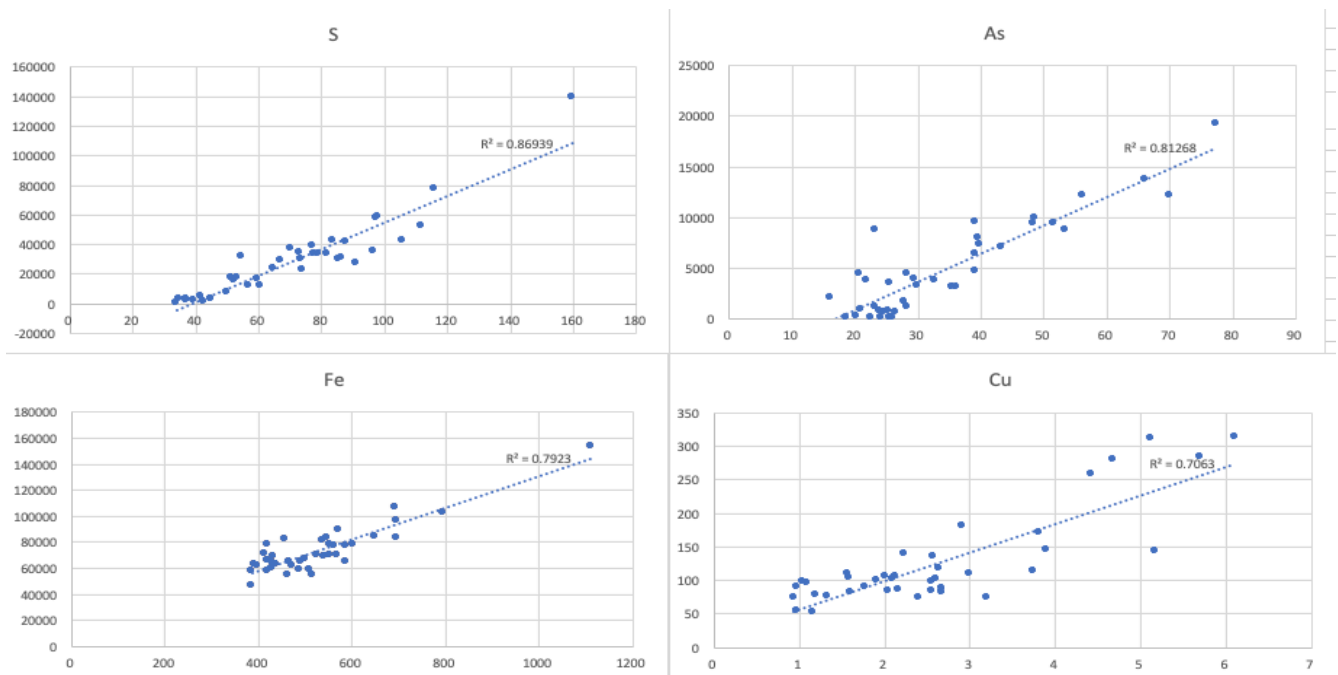 S
160000
140000
120000
100000
80000
60000
40000
20000
0
-20000
0 20 40 60 80 100 120 140 160 180
R² = 0.86939
As
25000
20000
15000
10000
5000
0
0 10 20 30 40 50 60 70 80 90
R² = 0.81268
Fe
180000
160000
140000
120000
100000
80000
60000
40000
20000
0
0 200 400 600 800 1000 1200
R² = 0.7923
Cu
350
300
250
200
150
100
50
0
0 1 2 3 4 5 6 7
R² = 0.7063